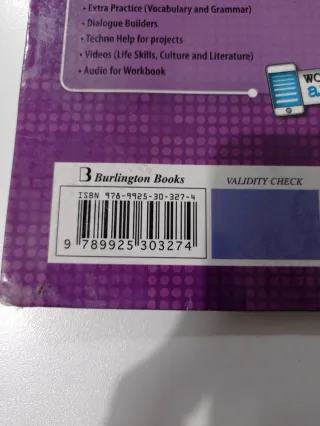 • Extra Practice (Vocabulary and Grammar)
• Dialogue Builders
• Techno Help for projects
• Videos (Life Skills, Culture and Literature)
• Audio for Workbook
B Burlington Books
VALIDITY CHECK
ISBN 978-9925-30-327-4
9 789925 303274